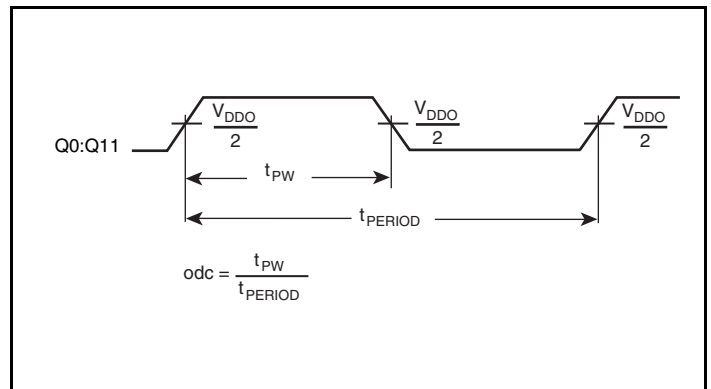 V_DDO
2
V_DDO
2
V_DDO
2
Q0:Q11
t_PW
t_PERIOD
odc = t_PW
t_PERIOD